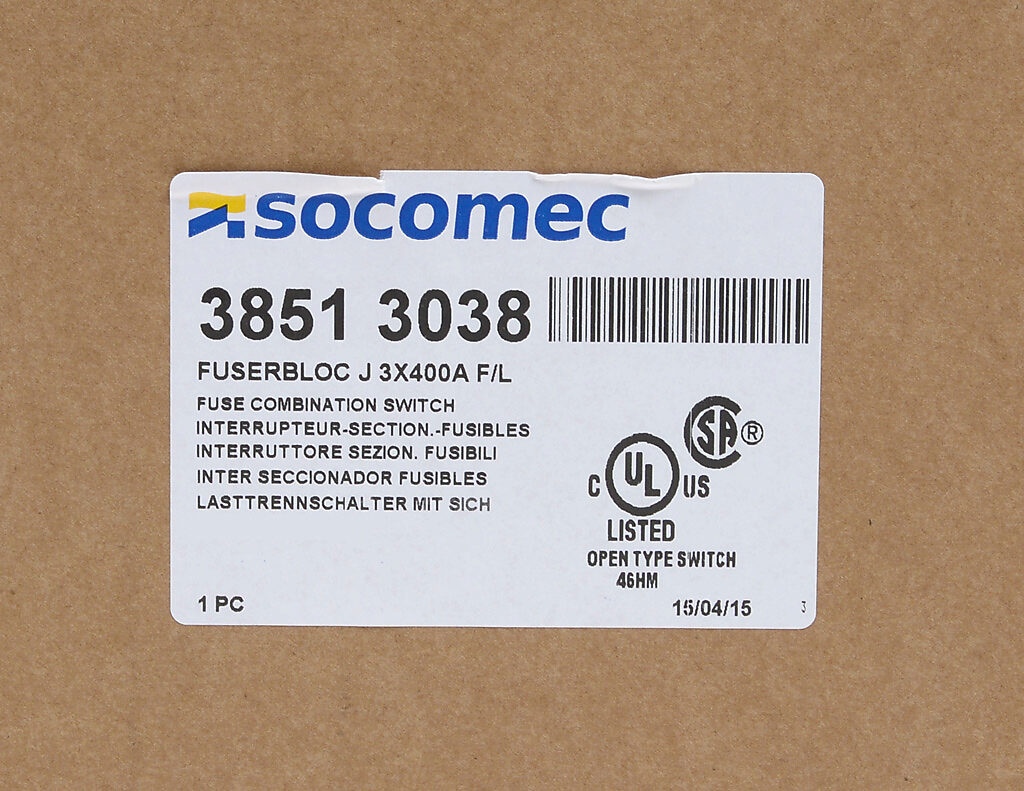 socomec
3851 3038
FUSERBLOC J 3X400A F/L
FUSE COMBINATION SWITCH
INTERRUPTEUR-SECTION.-FUSIBLES
INTERRUTTORE SEZION. FUSIBILI
INTER SECCIONADOR FUSIBLES
LASTTRENNSCHALTER MIT SICH
SA ®
C UL US
LISTED
OPEN TYPE SWITCH
46HM
1 PC
15/04/15
3